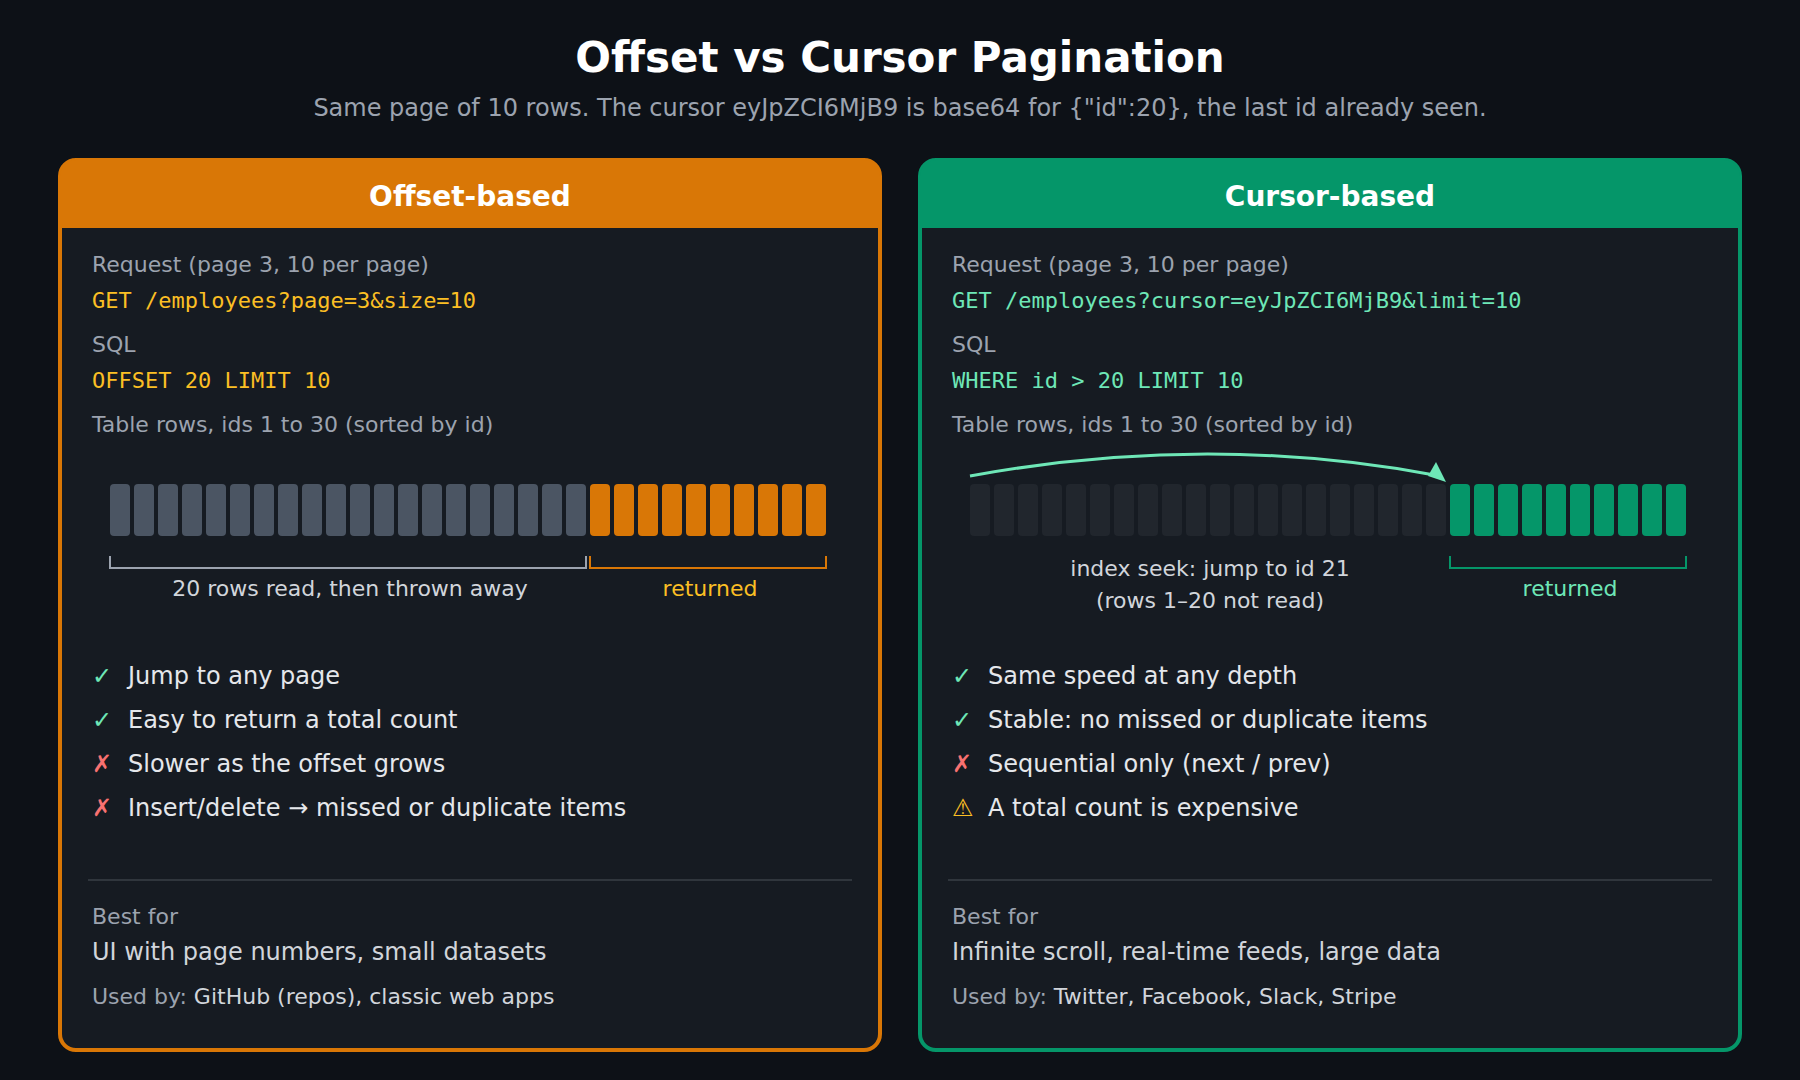 Offset vs Cursor Pagination
Same page of 10 rows. The cursor eyJpZCI6MjB9 is base64 for {"id":20}, the last id already seen.
Offset-based
Request (page 3, 10 per page)
GET /employees?page=3&size=10
SQL
OFFSET 20 LIMIT 10
Table rows, ids 1 to 30 (sorted by id)
20 rows read, then thrown away
returned
✓ Jump to any page
✓ Easy to return a total count
✗ Slower as the offset grows
✗ Insert/delete → missed or duplicate items
Best for
UI with page numbers, small datasets
Used by: GitHub (repos), classic web apps
Cursor-based
Request (page 3, 10 per page)
GET /employees?cursor=eyJpZCI6MjB9&limit=10
SQL
WHERE id > 20 LIMIT 10
Table rows, ids 1 to 30 (sorted by id)
index seek: jump to id 21
(rows 1–20 not read)
returned
✓ Same speed at any depth
✓ Stable: no missed or duplicate items
✗ Sequential only (next / prev)
⚠ A total count is expensive
Best for
Infinite scroll, real-time feeds, large data
Used by: Twitter, Facebook, Slack, Stripe